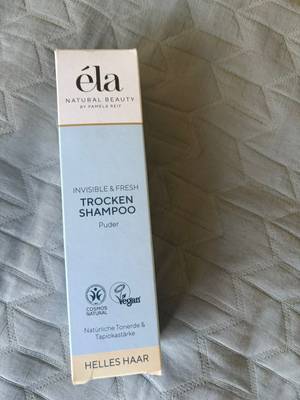 éla
NATURAL BEAUTY
BY PAMELA REIF
INVISIBLE & FRESH
TROCKEN
SHAMPOO
Puder
COSMOS
NATURAL
Vegan
Natürliche Tonerde &
Tapiokastärke
HELLES HAAR